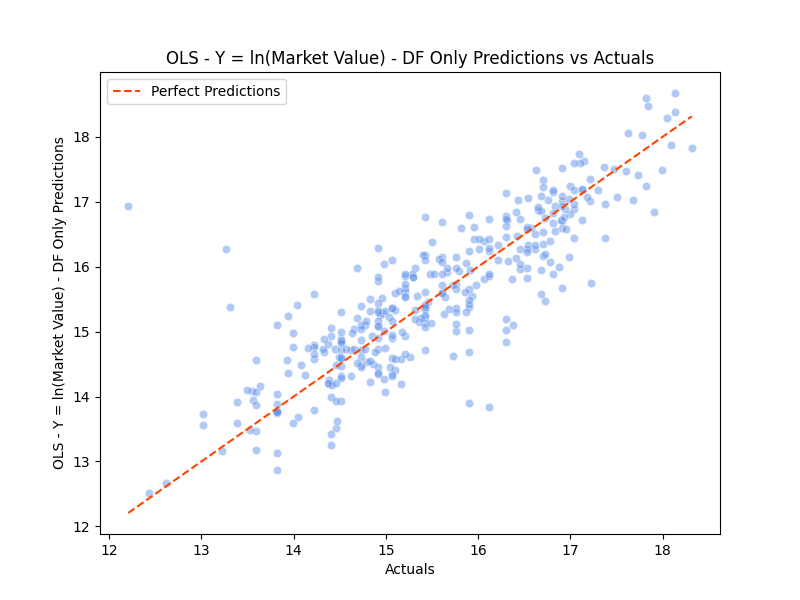 OLS - Y = ln(Market Value) - DF Only Predictions vs Actuals
Perfect Predictions
OLS - Y = ln(Market Value) - DF Only Predictions
18
17
16
15
14
13
12
12 13 14 15 16 17 18
Actuals